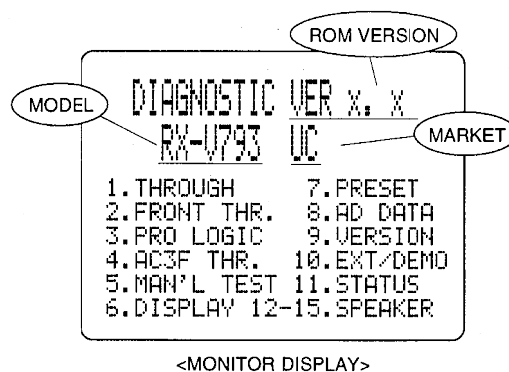 ROM VERSION
DIAGNOSTIC VER x. x
MODEL
MARKET
RX-V793 UC
1.THROUGH 7.PRESET
2.FRONT THR. 8.AD DATA
3.PRO LOGIC 9.VERSION
4.AC3F THR. 10.EXT/DEMO
5.MAN'L TEST 11.STATUS
6.DISPLAY 12-15.SPEAKER
<MONITOR DISPLAY>